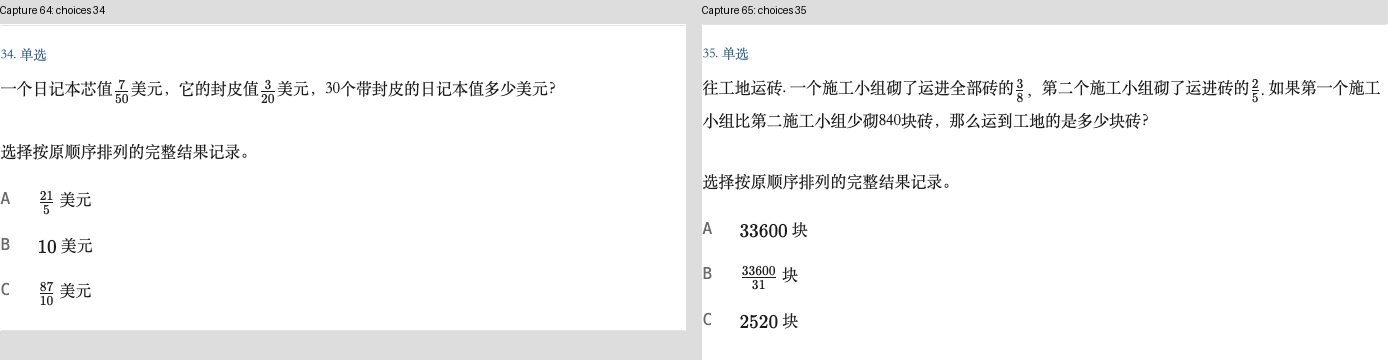 Capture 64: choices 34
34. 单选
一个日记本芯值7/50美元，它的封皮值3/20美元，30个带封皮的日记本值多少美元?
选择按原顺序排列的完整结果记录。
A 21/5 美元
B 10 美元
C 87/10 美元
Capture 65: choices 35
35. 单选
往工地运砖. 一个施工小组砌了运进全部砖的3/8，第二个施工小组砌了运进砖的2/5. 如果第一个施工
小组比第二施工小组少砌840块砖，那么运到工地的是多少块砖?
选择按原顺序排列的完整结果记录。
A 33600 块
B 33600/31 块
C 2520 块